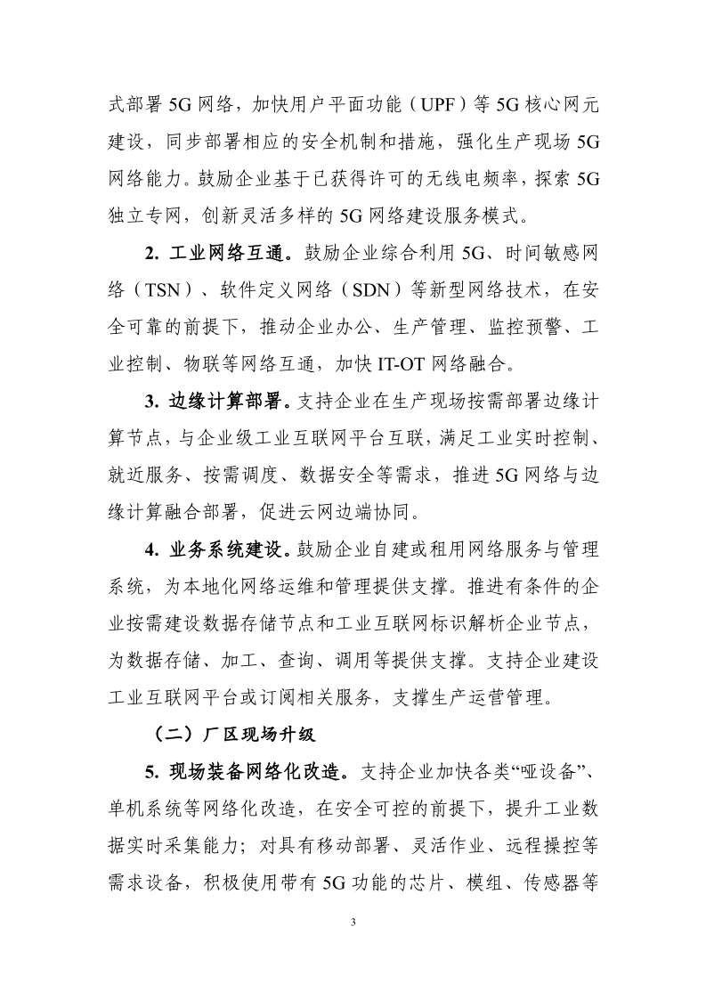 式部署 5G 网络，加快用户平面功能（UPF）等 5G 核心网元
建设，同步部署相应的安全机制和措施，强化生产现场 5G
网络能力。鼓励企业基于已获得许可的无线电频率，探索 5G
独立专网，创新灵活多样的 5G 网络建设服务模式。
2. 工业网络互通。鼓励企业综合利用 5G、时间敏感网
络（TSN）、软件定义网络（SDN）等新型网络技术，在安
全可靠的前提下，推动企业办公、生产管理、监控预警、工
业控制、物联等网络互通，加快 IT-OT 网络融合。
3. 边缘计算部署。支持企业在生产现场按需部署边缘计
算节点，与企业级工业互联网平台互联，满足工业实时控制、
就近服务、按需调度、数据安全等需求，推进 5G 网络与边
缘计算融合部署，促进云网边端协同。
4. 业务系统建设。鼓励企业自建或租用网络服务与管理
系统，为本地化网络运维和管理提供支撑。推进有条件的企
业按需建设数据存储节点和工业互联网标识解析企业节点，
为数据存储、加工、查询、调用等提供支撑。支持企业建设
工业互联网平台或订阅相关服务，支撑生产运营管理。
（二）厂区现场升级
5. 现场装备网络化改造。支持企业加快各类“哑设备”、
单机系统等网络化改造，在安全可控的前提下，提升工业数
据实时采集能力；对具有移动部署、灵活作业、远程操控等
需求设备，积极使用带有 5G 功能的芯片、模组、传感器等
3